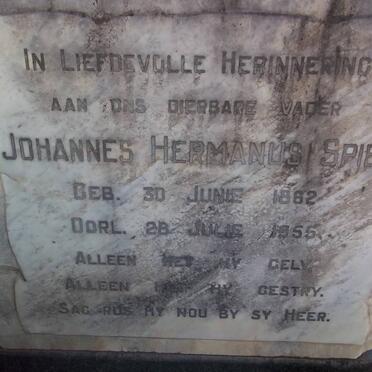 IN LIEFDEVOLLE HERINNERING
AAN ONS DIERBARE VADER
JOHANNES HERMANUS SPIE
GEB. 30 JUNIE 1882
OORL. 28 JULIE 1955.
ALLEEN HET HY GELY.
ALLEEN HET HY GESTRY.
SAG RUS HY NOU BY SY HEER.